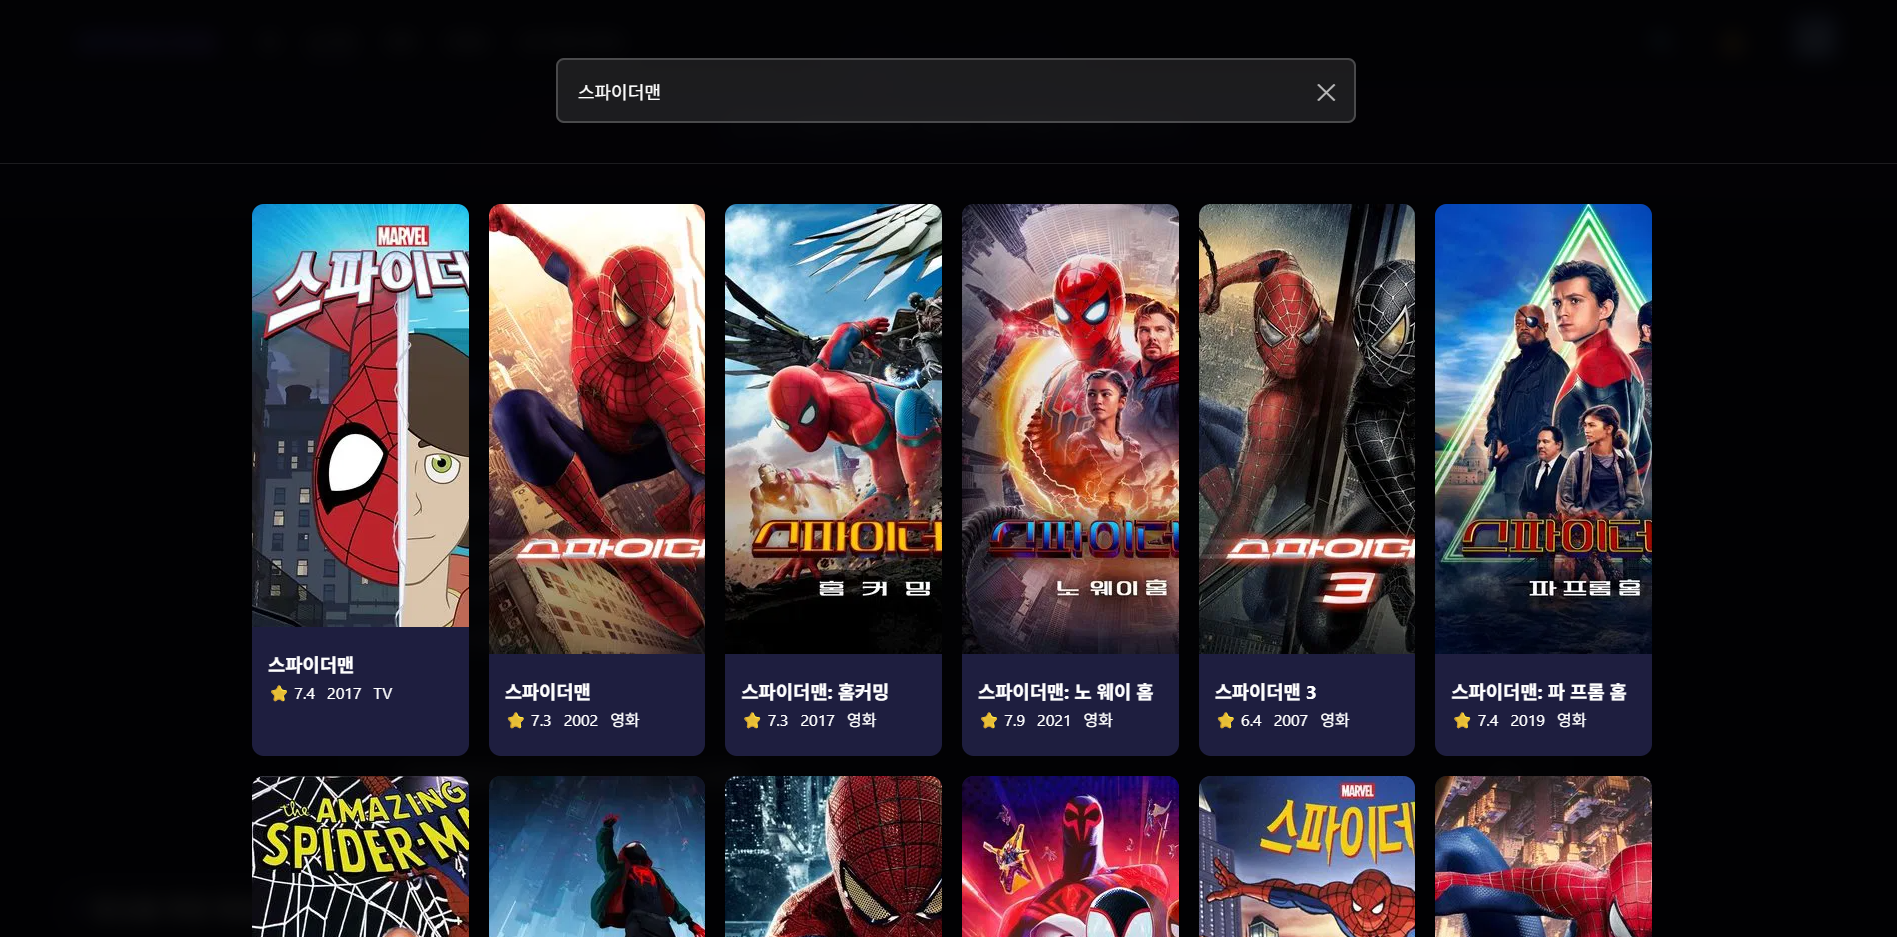 스파이더맨
MARVEL
스파이더
스파이더
스파이더
홈 커 밍
스파이더
노 웨이 홈
스파이더
3
스파이더
파 프롬 홈
스파이더맨
7.4 2017 TV
스파이더맨
7.3 2002 영화
스파이더맨: 홈커밍
7.3 2017 영화
스파이더맨: 노 웨이 홈
7.9 2021 영화
스파이더맨 3
6.4 2007 영화
스파이더맨: 파 프롬 홈
7.4 2019 영화
the AMAZING
SPIDER-M
MARVEL
스파이더